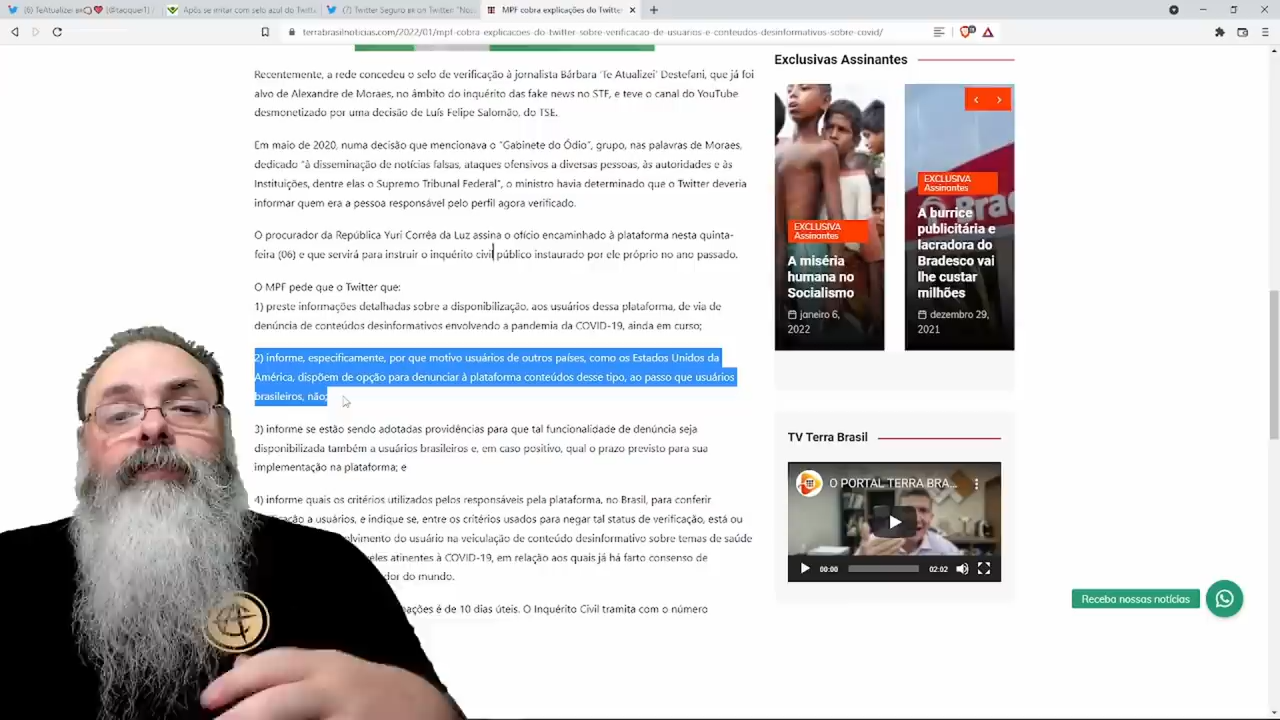 (6) TeAtualizei
(@taoquei1)
Após se irritar com selo azul do Twitt
(7) Twitter Seguro on Twitter: "Nos
MPF cobra explicações do Twitter
terrabrasilnoticias.com/2022/01/mpf-cobra-explicacoes-do-twitter-sobre-verificacao-de-usuarios-e-conteudos-desinformativos-sobre-covid/
Recentemente, a rede concedeu o selo de verificação à jornalista Bárbara 'Te Atualizei' Destefani, que já foi
alvo de Alexandre de Moraes, no âmbito do inquérito das fake news no STF, e teve o canal do YouTube
desmonetizado por uma decisão de Luís Felipe Salomão, do TSE.
Em maio de 2020, numa decisão que mencionava o "Gabinete do Ódio", grupo, nas palavras de Moraes,
dedicado "à disseminação de notícias falsas, ataques ofensivos a diversas pessoas, às autoridades e às
Instituições, dentre elas o Supremo Tribunal Federal", o ministro havia determinado que o Twitter deveria
informar quem era a pessoa responsável pelo perfil agora verificado.
O procurador da República Yuri Corrêa da Luz assina o ofício encaminhado à plataforma nesta quinta-
feira (06) e que servirá para instruir o inquérito civil público instaurado por ele próprio no ano passado.
O MPF pede que o Twitter que:
1) preste informações detalhadas sobre a disponibilização, aos usuários dessa plataforma, de via de
denúncia de conteúdos desinformativos envolvendo a pandemia da COVID-19, ainda em curso;
2) informe, especificamente, por que motivo usuários de outros países, como os Estados Unidos da
América, dispõem de opção para denunciar à plataforma conteúdos desse tipo, ao passo que usuários
brasileiros, não;
3) informe se estão sendo adotadas providências para que tal funcionalidade de denúncia seja
disponibilizada também a usuários brasileiros e, em caso positivo, qual o prazo previsto para sua
implementação na plataforma; e
4) informe quais os critérios utilizados pelos responsáveis pela plataforma, no Brasil, para conferir
a usuários, e indique se, entre os critérios usados para negar tal status de verificação, está ou
do usuário na veiculação de conteúdo desinformativo sobre temas de saúde
atinentes à COVID-19, em relação aos quais já há farto consenso de
do mundo.
é de 10 dias úteis. O Inquérito Civil tramita com o número
Exclusivas Assinantes
EXCLUSIVA
Assinantes
A miséria
humana no
Socialismo
janeiro 6,
2022
EXCLUSIVA
Assinantes
A burrice
publicitária e
lacradora do
Bradesco vai
lhe custar
milhões
dezembro 29,
2021
TV Terra Brasil
O PORTAL TERRA BRA...
00:00
02:02
Receba nossas notícias